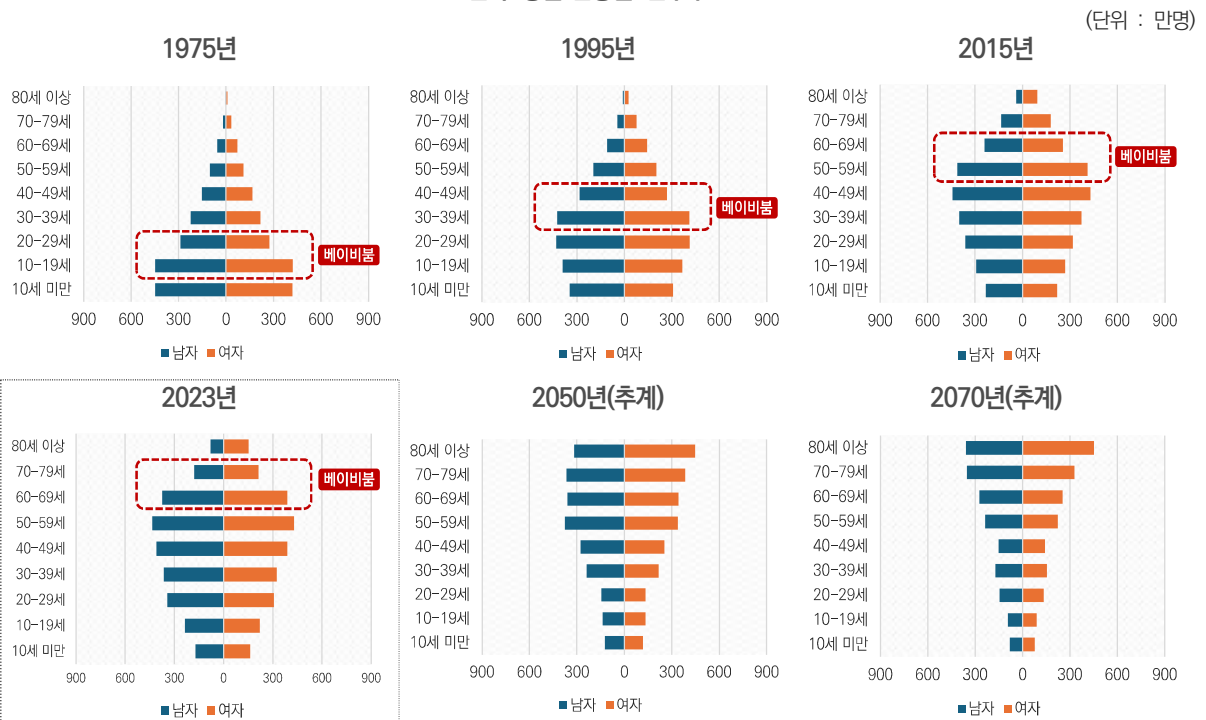 (단위 : 만명)
1975년
80세 이상
70-79세
60-69세
50-59세
40-49세
30-39세
20-29세
10-19세
10세 미만
베이비붐
900 600 300 0 300 600 900
남자 여자
1995년
80세 이상
70-79세
60-69세
50-59세
40-49세
30-39세
20-29세
10-19세
10세 미만
베이비붐
900 600 300 0 300 600 900
남자 여자
2015년
80세 이상
70-79세
60-69세
50-59세
40-49세
30-39세
20-29세
10-19세
10세 미만
베이비붐
900 600 300 0 300 600 900
남자 여자
2023년
80세 이상
70-79세
60-69세
50-59세
40-49세
30-39세
20-29세
10-19세
10세 미만
베이비붐
900 600 300 0 300 600 900
남자 여자
2050년(추계)
80세 이상
70-79세
60-69세
50-59세
40-49세
30-39세
20-29세
10-19세
10세 미만
900 600 300 0 300 600 900
남자 여자
2070년(추계)
80세 이상
70-79세
60-69세
50-59세
40-49세
30-39세
20-29세
10-19세
10세 미만
900 600 300 0 300 600 900
남자 여자